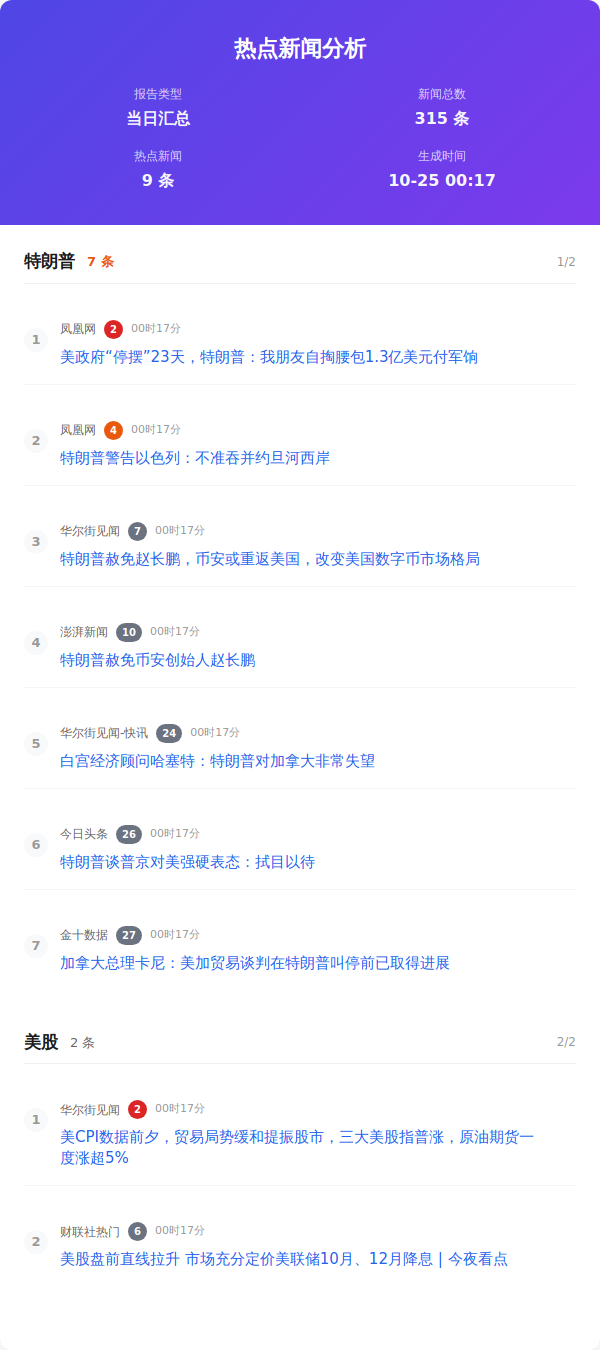 热点新闻分析
报告类型
新闻总数
当日汇总
315 条
热点新闻
生成时间
9 条
10-25 00:17
特朗普 7 条 1/2
1
凤凰网 2 00时17分
美政府“停摆”23天，特朗普：我朋友自掏腰包1.3亿美元付军饷
2
凤凰网 4 00时17分
特朗普警告以色列：不准吞并约旦河西岸
3
华尔街见闻 7 00时17分
特朗普赦免赵长鹏，币安或重返美国，改变美国数字币市场格局
4
澎湃新闻 10 00时17分
特朗普赦免币安创始人赵长鹏
5
华尔街见闻-快讯 24 00时17分
白宫经济顾问哈塞特：特朗普对加拿大非常失望
6
今日头条 26 00时17分
特朗普谈普京对美强硬表态：拭目以待
7
金十数据 27 00时17分
加拿大总理卡尼：美加贸易谈判在特朗普叫停前已取得进展
美股 2 条 2/2
1
华尔街见闻 2 00时17分
美CPI数据前夕，贸易局势缓和提振股市，三大美股指普涨，原油期货一
度涨超5%
2
财联社热门 6 00时17分
美股盘前直线拉升 市场充分定价美联储10月、12月降息 | 今夜看点